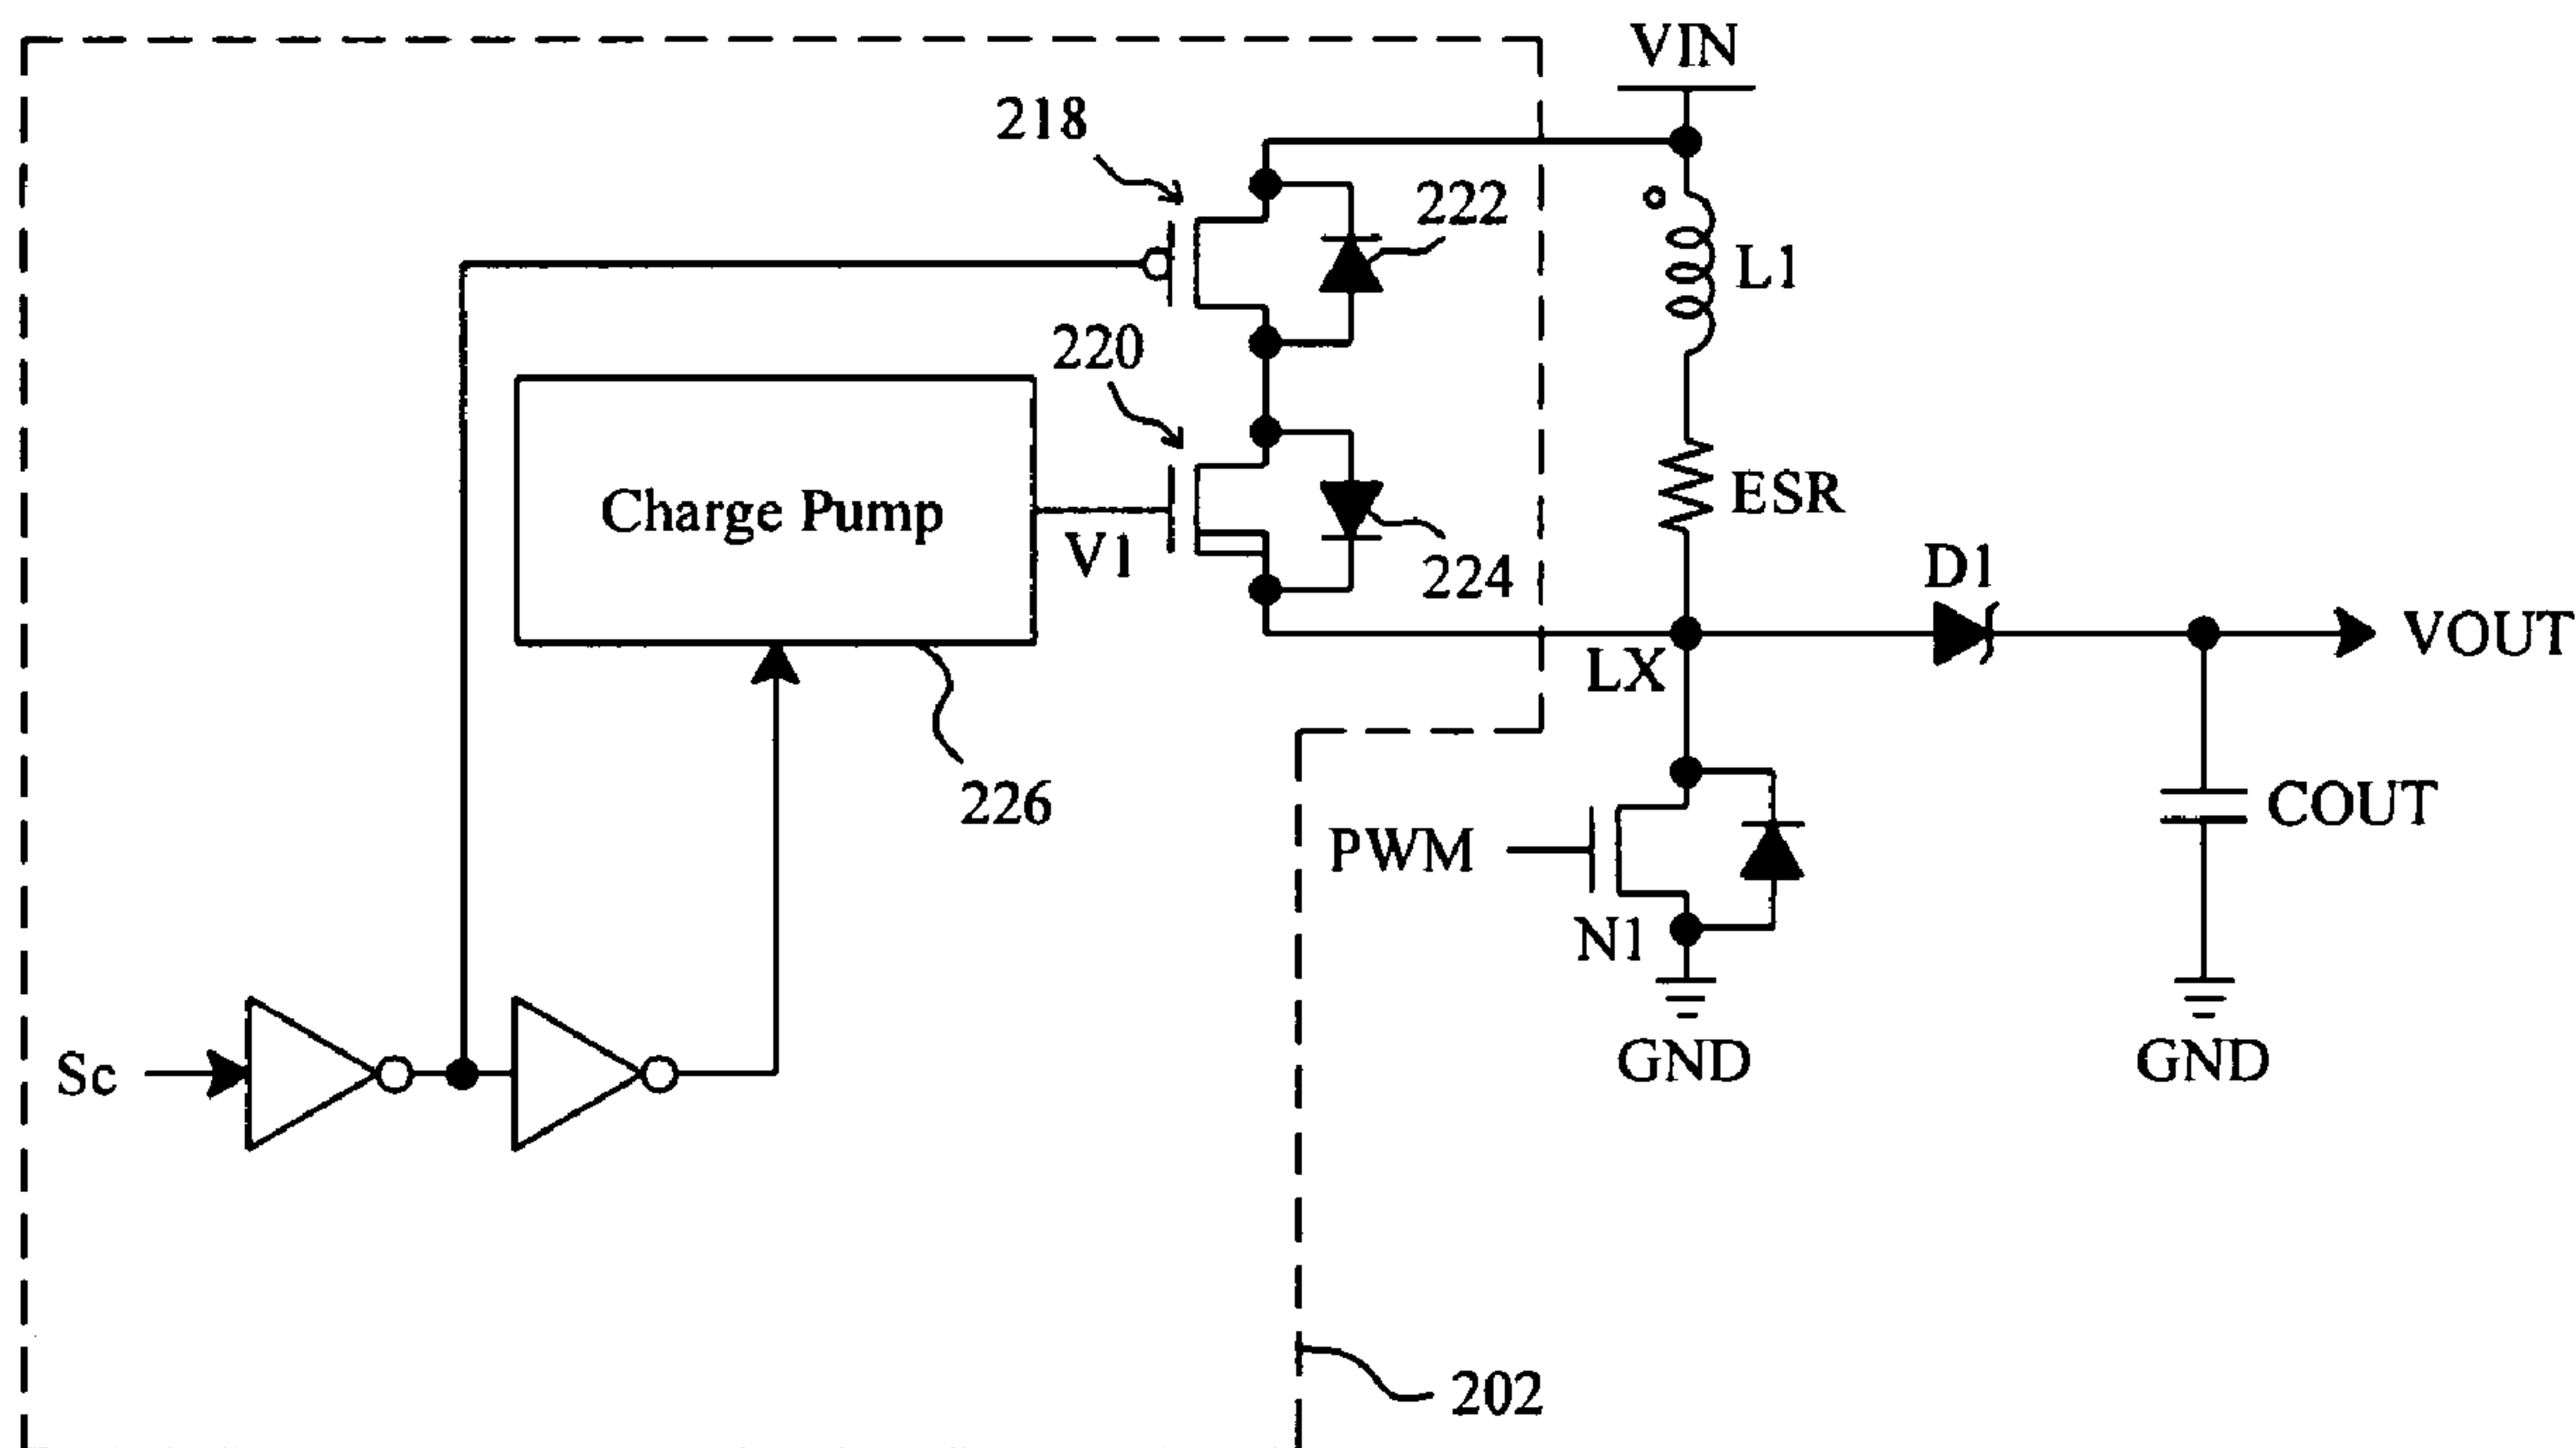 VIN
218
222
L1
220
Charge Pump
V1
224
ESR
D1
VOUT
LX
226
PWM
N1
COUT
Sc
GND
GND
202